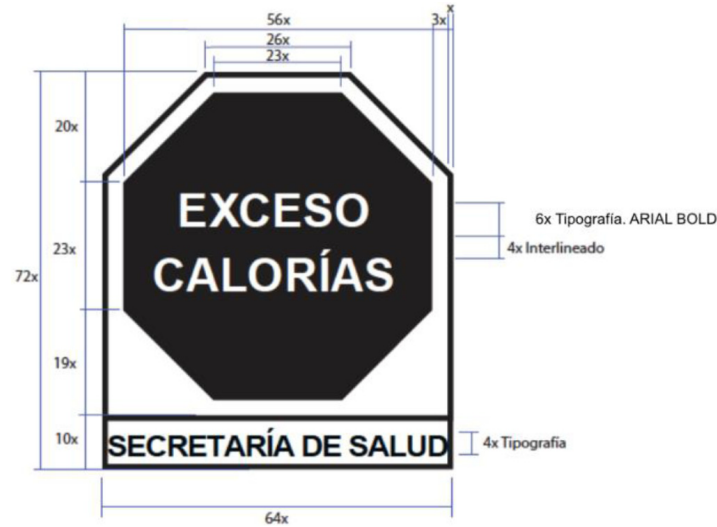 x
56x
3x
26x
23x
20x
EXCESO
6x Tipografía. ARIAL BOLD
23x
4x Interlineado
CALORÍAS
72x
19x
10x
SECRETARÍA DE SALUD
4x Tipografía
64x